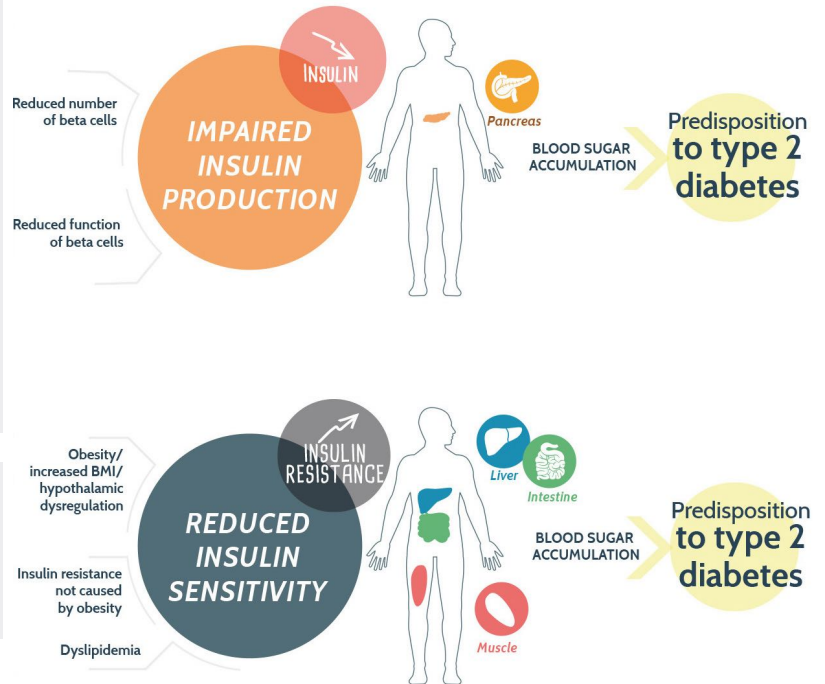 INSULIN
Reduced number
of beta cells
IMPAIRED
INSULIN
PRODUCTION
Reduced function
of beta cells
Pancreas
BLOOD SUGAR
ACCUMULATION
Predisposition
to type 2
diabetes
INSULIN
RESISTANCE
Obesity/
increased BMI/
hypothalamic
dysregulation
REDUCED
INSULIN
SENSITIVITY
Insulin resistance
not caused
by obesity
Dyslipidemia
Liver
Intestine
Muscle
BLOOD SUGAR
ACCUMULATION
Predisposition
to type 2
diabetes